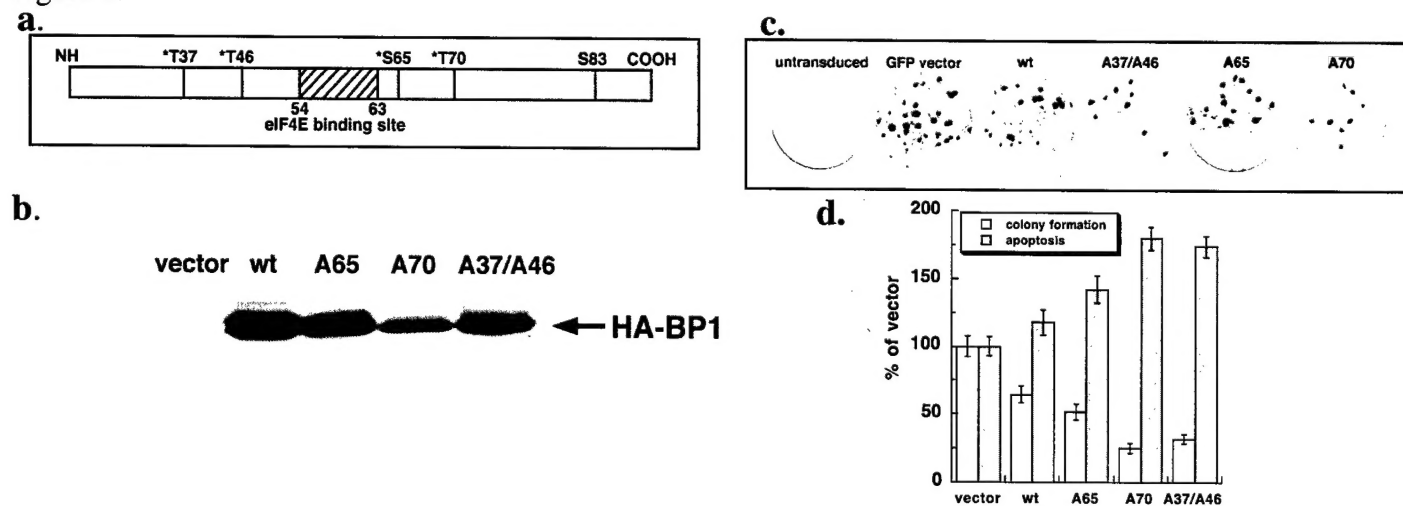 a.
NH *T37 *T46 *S65 *T70 S83 COOH
54 63
eIF4E binding site
b.
vector wt A65 A70 A37/A46
HA-BP1
c.
untransduced GFP vector wt A37/A46 A65 A70
d.
200
150
100
50
0
% of vector
colony formation
apoptosis
vector wt A65 A70 A37/A46